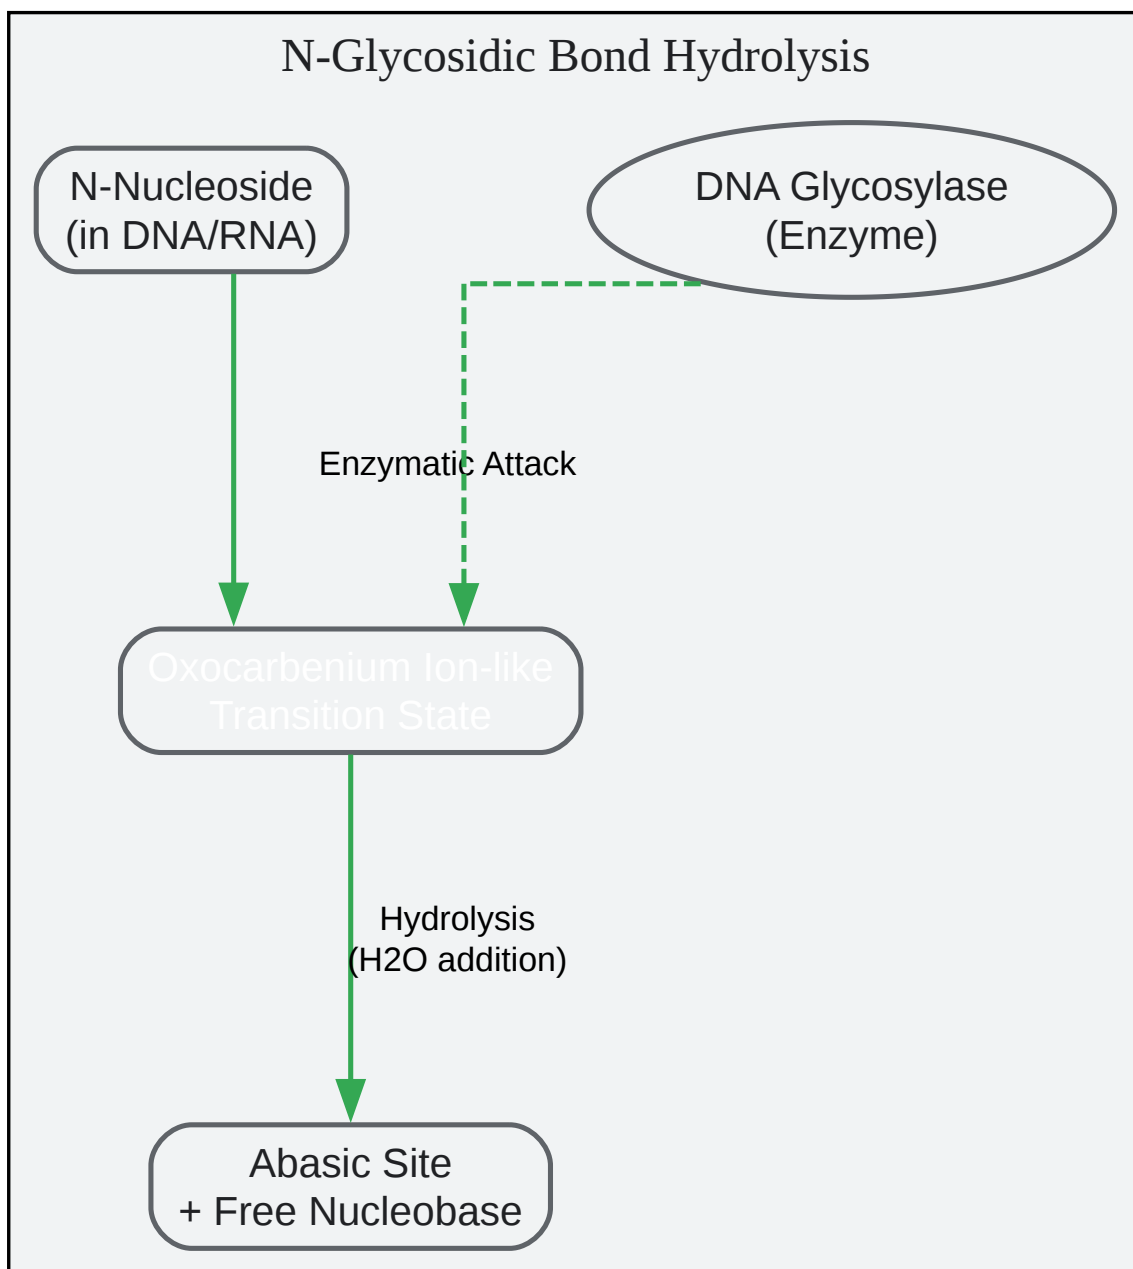 N-Glycosidic Bond Hydrolysis
N-Nucleoside
(in DNA/RNA)
DNA Glycosylase
(Enzyme)
Enzymatic Attack
Oxocarbenium Ion-like
Transition State
Hydrolysis
(H2O addition)
Abasic Site
+ Free Nucleobase